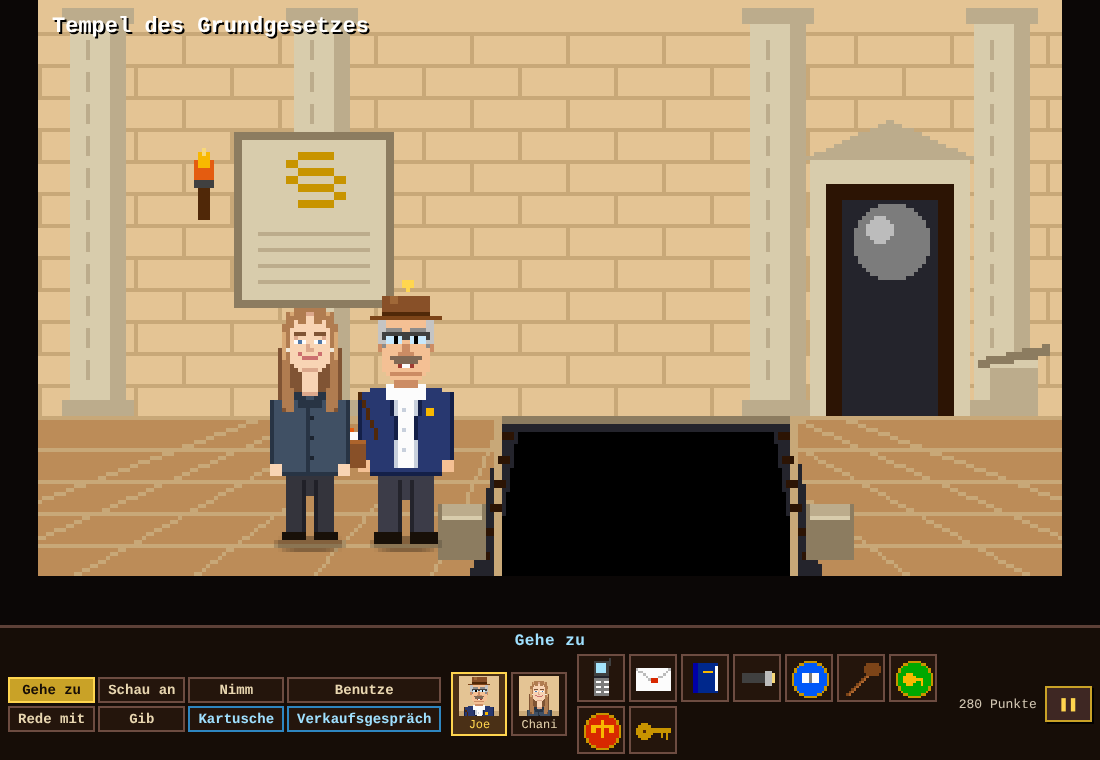 Tempel des Grundgesetzes
Gehe zu
Gehe zu Schau an Nimm Benutze
Rede mit Gib Kartusche Verkaufsgespräch
Joe Chani
280 Punkte